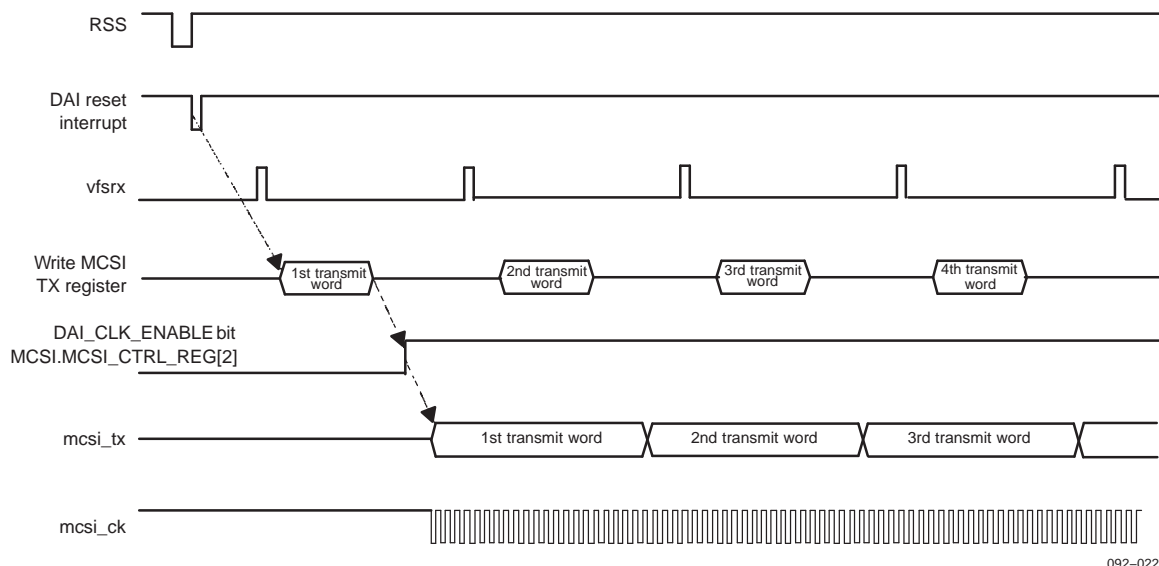 RSS
DAI reset
interrupt
vfsrx
Write MCSI
TX register
1st transmit
word
2nd transmit
word
3rd transmit
word
4th transmit
word
DAI_CLK_ENABLE bit
MCSI.MCSI_CTRL_REG[2]
mcsi_tx
1st transmit word
2nd transmit word
3rd transmit word
mcsi_ck
092–022